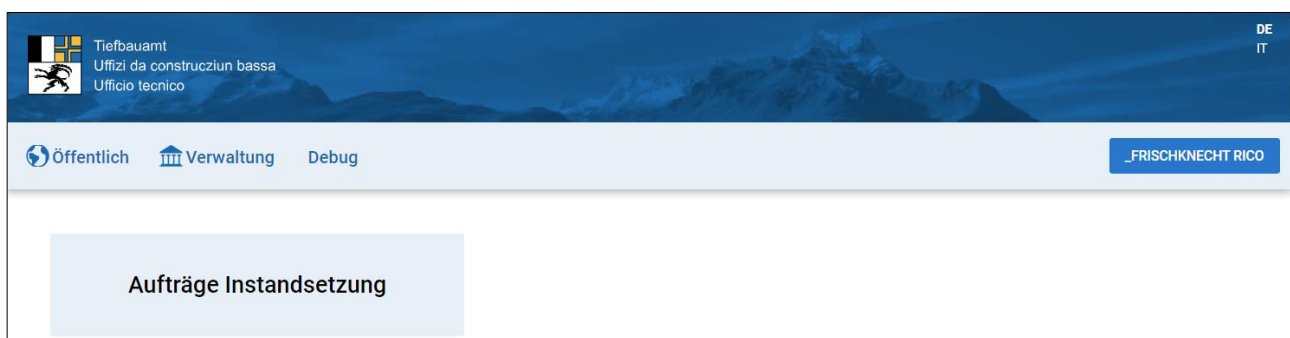 Tiefbauamt
Uffizi da construcziun bassa
Ufficio tecnico
DE
IT
Öffentlich Verwaltung Debug _FRISCHKNECHT RICO
Aufträge Instandsetzung